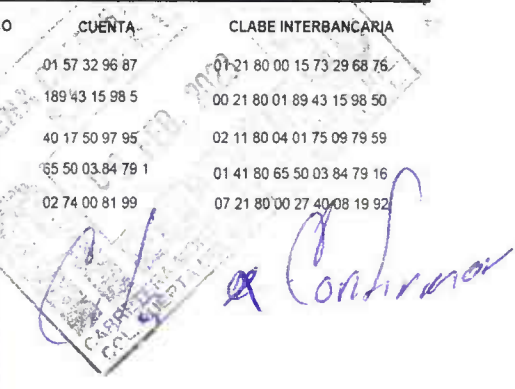 O CUENTA CLABE INTERBANCARIA
01 57 32 96 87 01 21 80 00 15 73 29 68 76
189 43 15 98 5 00 21 80 01 89 43 15 98 50
40 17 50 97 95 02 11 80 04 01 75 09 79 59
65 50 03 84 79 1 01 41 80 65 50 03 84 79 16
02 74 00 81 99 07 21 80 00 27 40 08 19 92
Confirmar